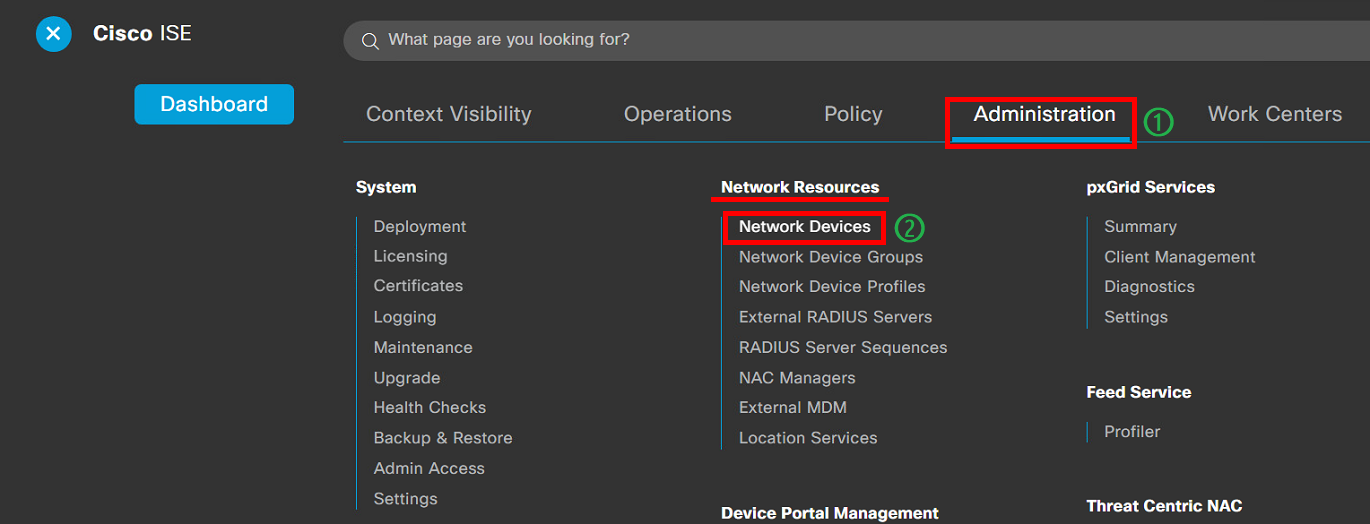 Cisco ISE
What page are you looking for?
Dashboard
Context Visibility
Operations
Policy
Administration
①
Work Centers
System
Deployment
Licensing
Certificates
Logging
Maintenance
Upgrade
Health Checks
Backup & Restore
Admin Access
Settings
Network Resources
Network Devices
②
Network Device Groups
Network Device Profiles
External RADIUS Servers
RADIUS Server Sequences
NAC Managers
External MDM
Location Services
Device Portal Management
pxGrid Services
Summary
Client Management
Diagnostics
Settings
Feed Service
Profiler
Threat Centric NAC